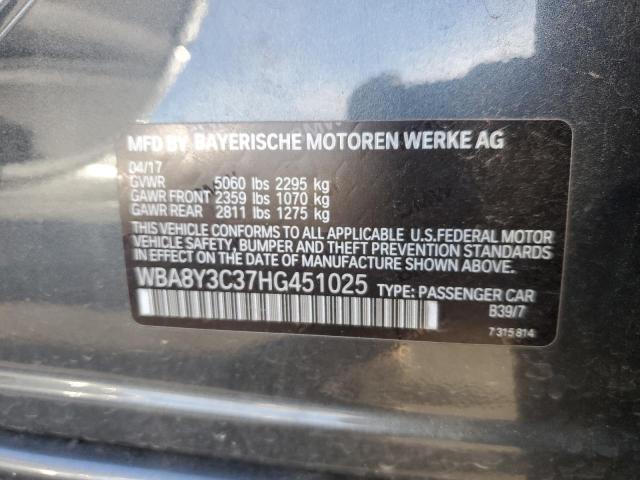 MFD BY BAYERISCHE MOTOREN WERKE AG
04/17
GVWR 5060 lbs 2295 kg
GAWR FRONT 2359 lbs 1070 kg
GAWR REAR 2811 lbs 1275 kg
THIS VEHICLE CONFORMS TO ALL APPLICABLE U.S.FEDERAL MOTOR
VEHICLE SAFETY, BUMPER AND THEFT PREVENTION STANDARDS
IN EFFECT ON THE DATE OF MANUFACTURE SHOWN ABOVE.
WBA8Y3C37HG451025 TYPE: PASSENGER CAR
B39/7
7 315 814